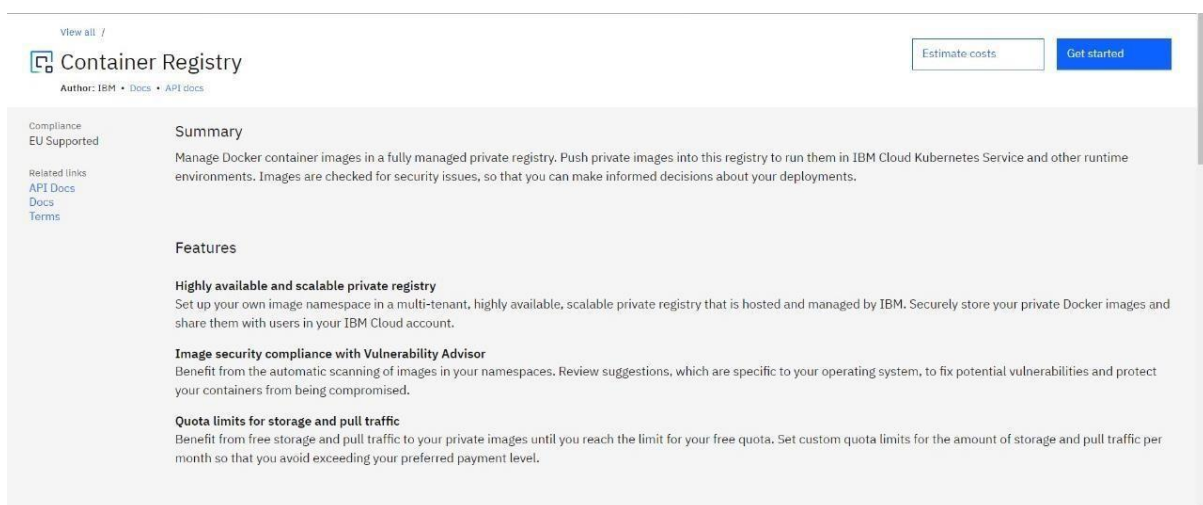 View all /
Container Registry
Estimate costs
Get started
Author: IBM • Docs • API docs
Compliance
EU Supported
Related links
API Docs
Docs
Terms
Summary
Manage Docker container images in a fully managed private registry. Push private images into this registry to run them in IBM Cloud Kubernetes Service and other runtime
environments. Images are checked for security issues, so that you can make informed decisions about your deployments.
Features
Highly available and scalable private registry
Set up your own image namespace in a multi-tenant, highly available, scalable private registry that is hosted and managed by IBM. Securely store your private Docker images and
share them with users in your IBM Cloud account.
Image security compliance with Vulnerability Advisor
Benefit from the automatic scanning of images in your namespaces. Review suggestions, which are specific to your operating system, to fix potential vulnerabilities and protect
your containers from being compromised.
Quota limits for storage and pull traffic
Benefit from free storage and pull traffic to your private images until you reach the limit for your free quota. Set custom quota limits for the amount of storage and pull traffic per
month so that you avoid exceeding your preferred payment level.